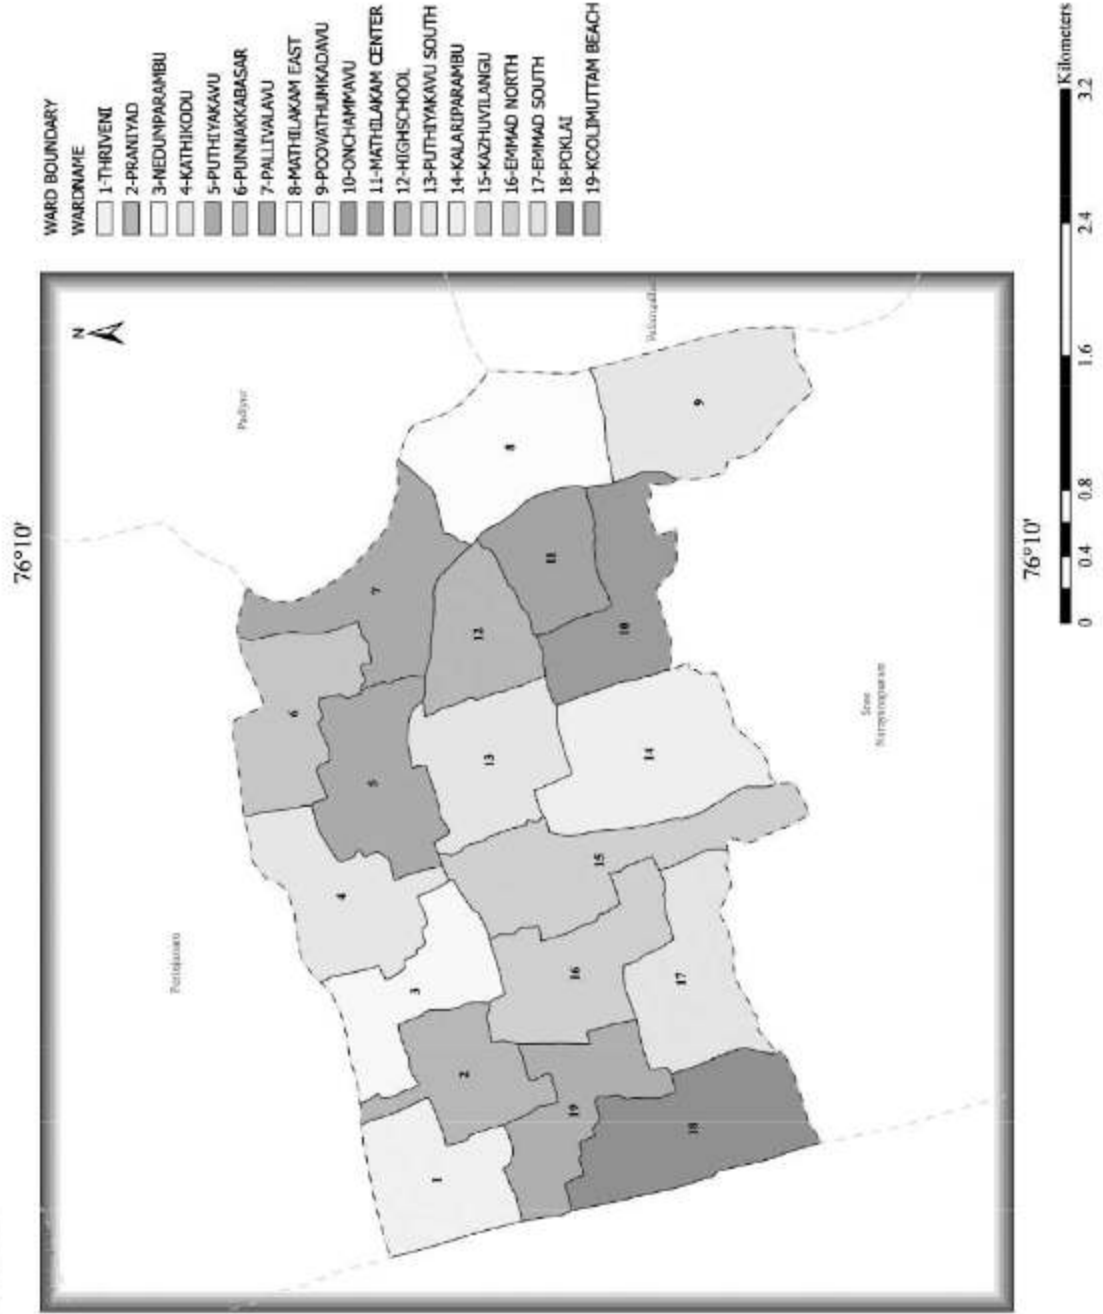 WARD BOUNDARY
WARDNAME
1-THRIVENI
2-PRANIYAD
3-NEDUMPARAMBU
4-KATHIKODU
5-PUTHIYAKAVU
6-PUNNAKKABASAR
7-PALLIVALAVU
8-MATHILAKAM EAST
9-POOVATHUMKADAVU
10-ONCHAMMAVU
11-MATHILAKAM CENTER
12-HIGHSCHOOL
13-PUTHIYAKAVU SOUTH
14-KALARIPARAMBU
15-KAZHUVILANGU
16-EMMAD NORTH
17-EMMAD SOUTH
18-POKLAI
19-KOOLIMUTTAM BEACH
76°10'
N
Padiyur
Perinjanam
7
6
5
4
8
9
12
11
10
13
14
3
15
2
16
17
1
19
18
Sree
Narayanapuram
76°10'
0 0.4 0.8 1.6 2.4 3.2
Kilometers